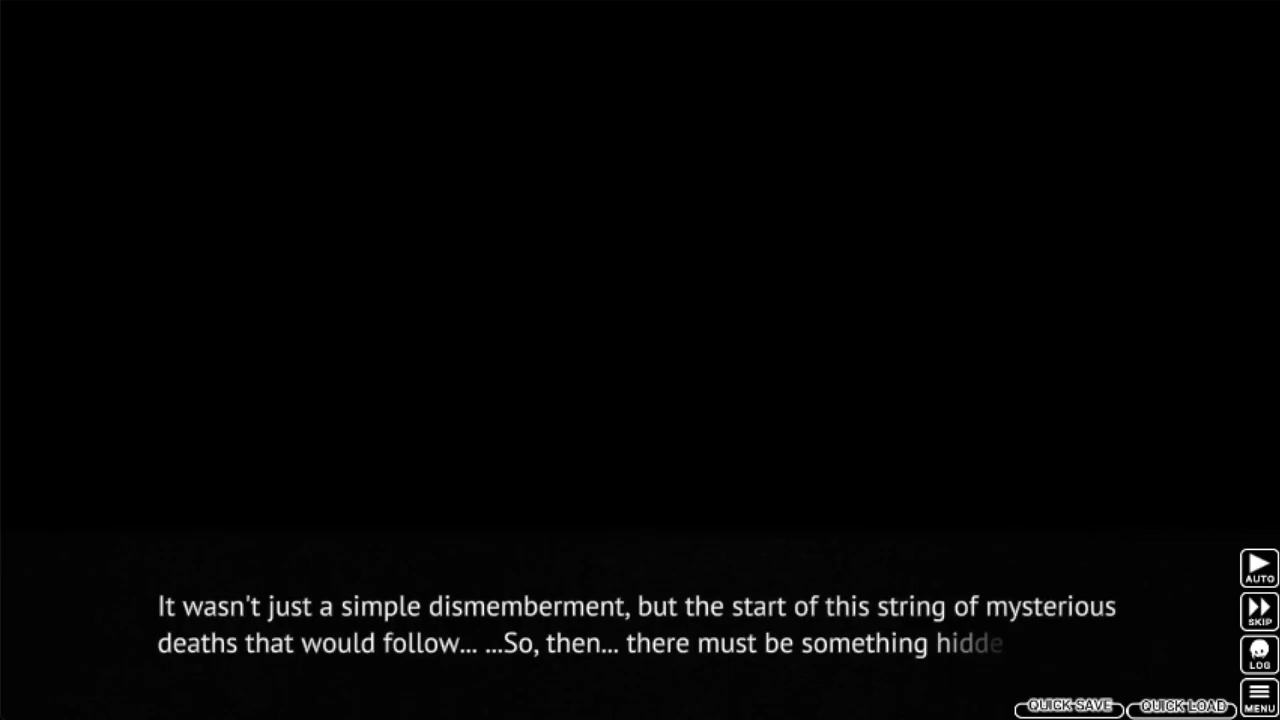 It wasn't just a simple dismemberment, but the start of this string of mysterious
deaths that would follow... ...So, then... there must be something hidde
AUTO
SKIP
LOG
QUICK SAVE
QUICK LOAD
MENU